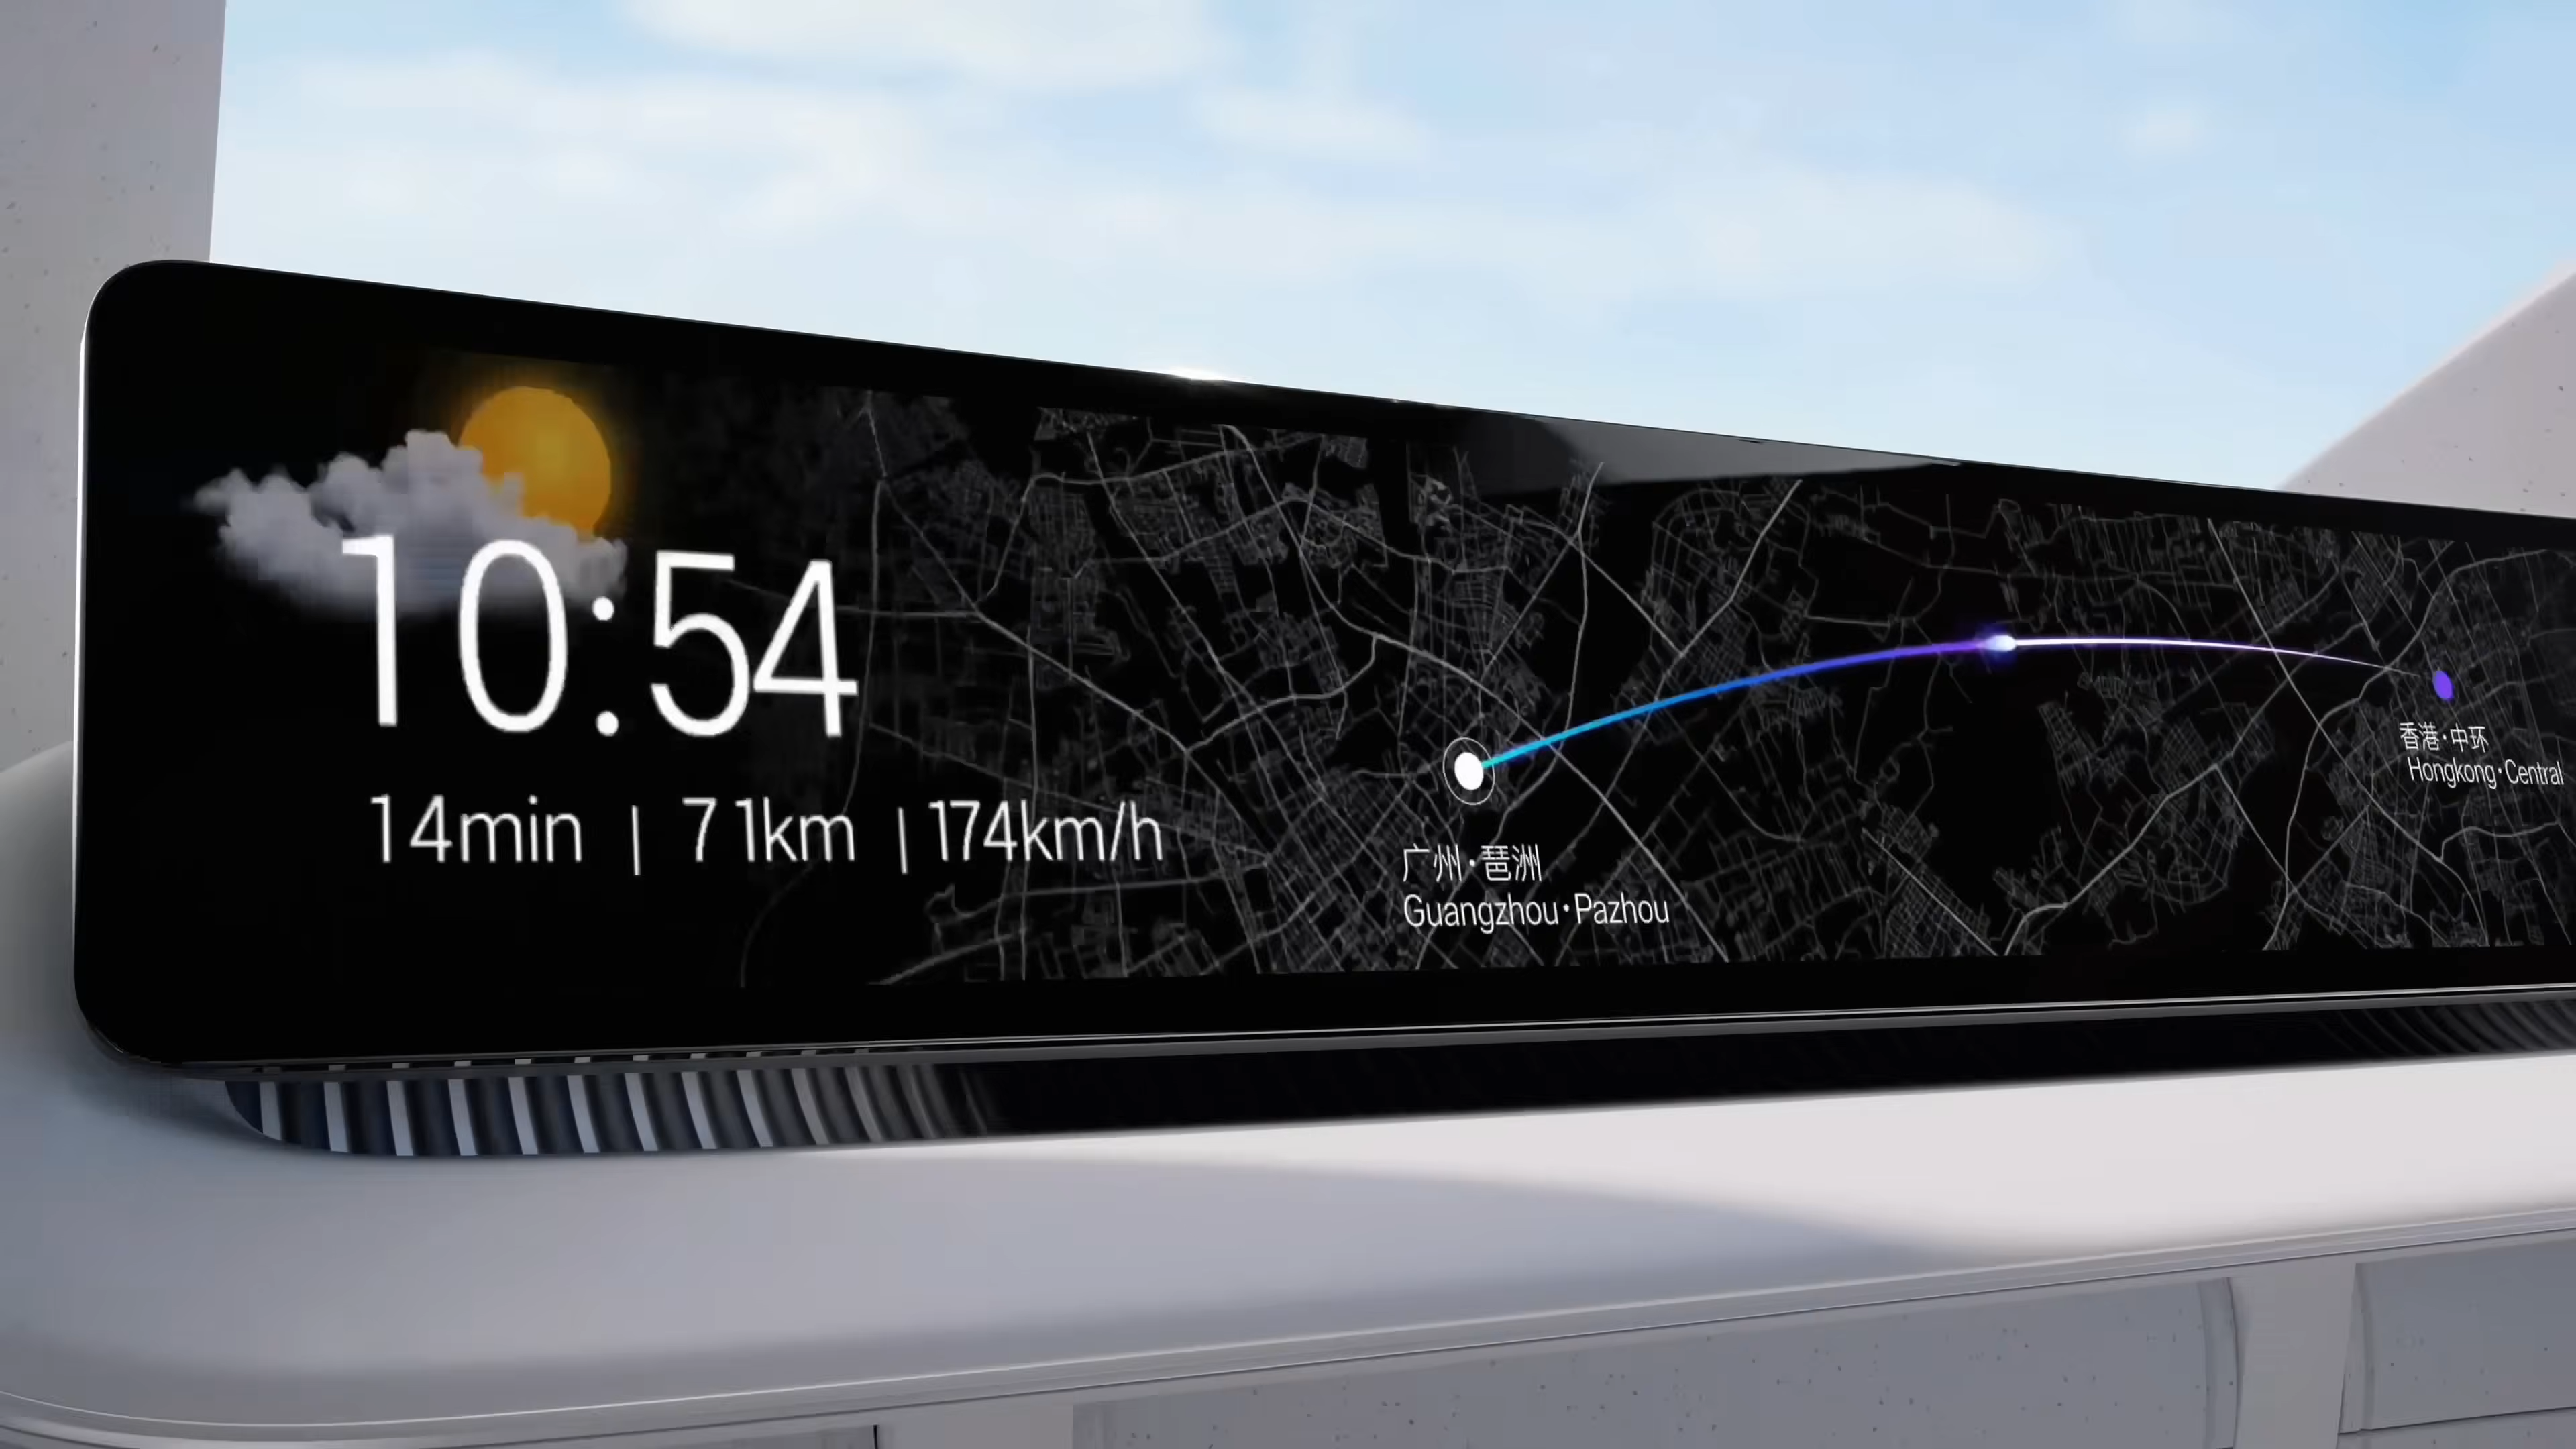 10:54
14min | 71km | 174km/h
广州·琶洲
Guangzhou·Pazhou
香港·中环
Hongkong·Central